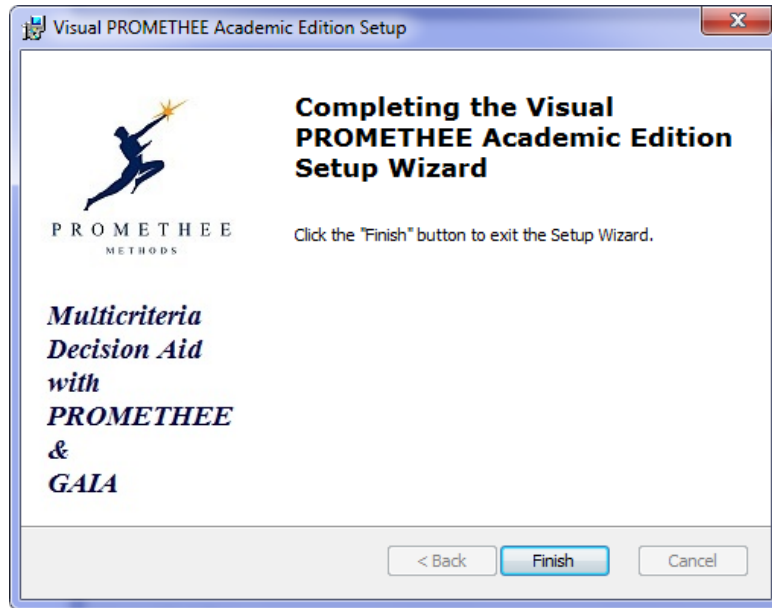 Visual PROMETHEE Academic Edition Setup
Completing the Visual
PROMETHEE Academic Edition
Setup Wizard
PROMETHEE
METHODS
Click the "Finish" button to exit the Setup Wizard.
Multicriteria
Decision Aid
with
PROMETHEE
&
GAIA
< Back
Finish
Cancel